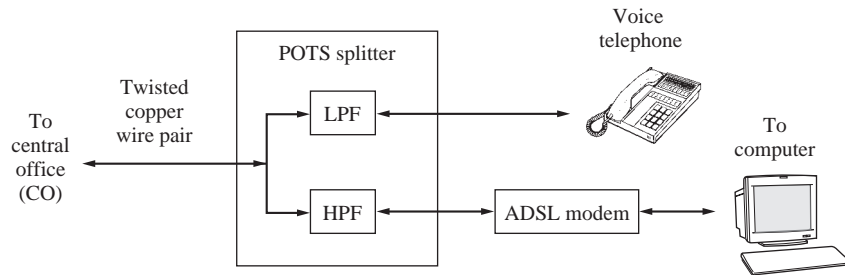 Voice
telephone
POTS splitter
Twisted
copper
wire pair
LPF
To
central
office
(CO)
To
computer
HPF
ADSL modem